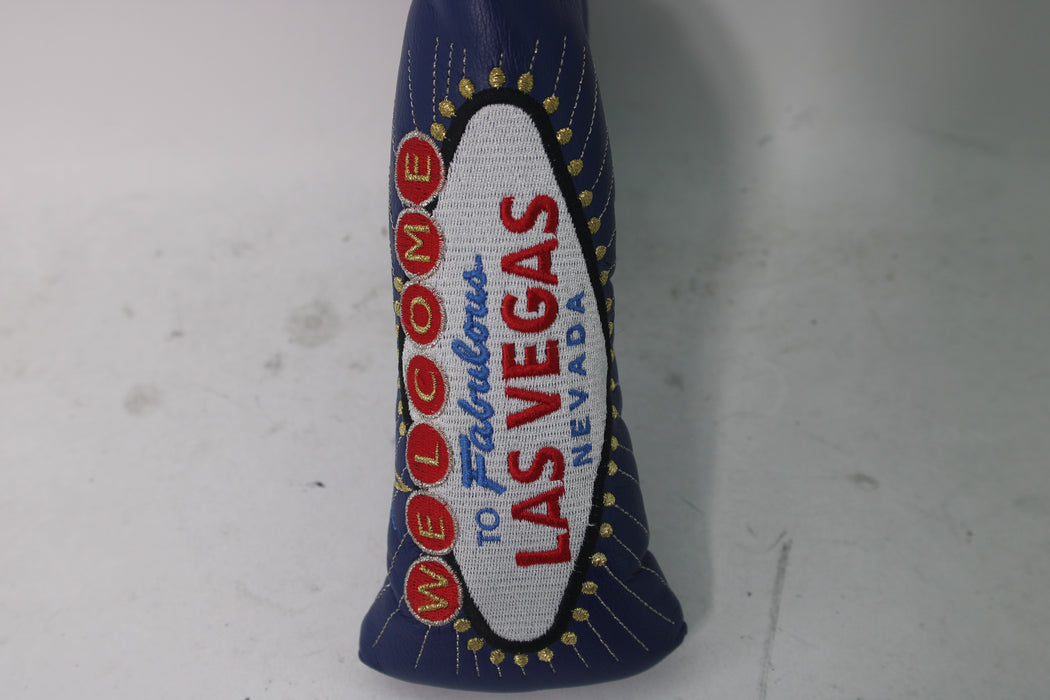 WELCOME
TO Fabulous
LAS VEGAS
NEVADA